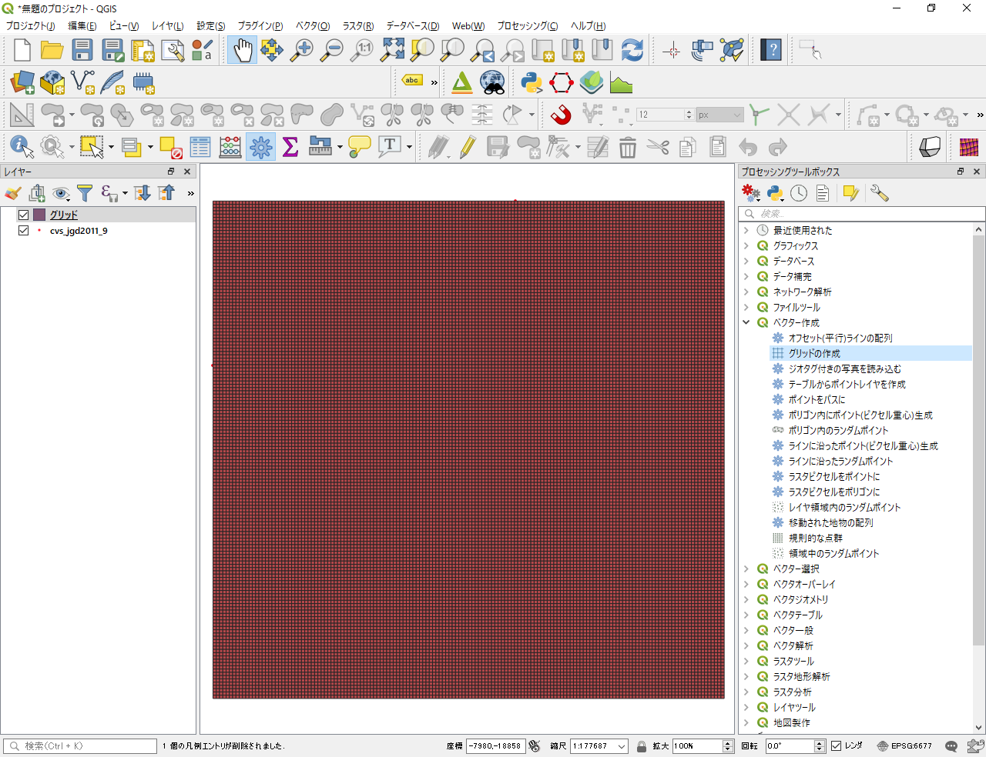 *無題のプロジェクト - QGIS
プロジェクト(J) 編集(E) ビュー(V) レイヤ(L) 設定(S) プラグイン(P) ベクタ(O) ラスタ(R) データベース(D) Web(W) プロセッシング(C) ヘルプ(H)
1:1
a
?
abc »
12 px »
T
レイヤー
»
グリッド
cvs_jgd2011_9
プロセッシングツールボックス
検索…
最近使用された
グラフィックス
データベース
データ補完
ネットワーク解析
ファイルツール
ベクター作成
オフセット(平行)ラインの配列
グリッドの作成
ジオタグ付きの写真を読み込む
テーブルからポイントレイヤを作成
ポイントをパスに
ポリゴン内にポイント(ピクセル重心)生成
ポリゴン内のランダムポイント
ラインに沿ったポイント(ピクセル重心)生成
ラインに沿ったランダムポイント
ラスタピクセルをポイントに
ラスタピクセルをポリゴンに
レイヤ領域内のランダムポイント
移動された地物の配列
規則的な点群
領域中のランダムポイント
ベクター選択
ベクタオーバーレイ
ベクタジオメトリ
ベクタテーブル
ベクタ一般
ベクタ解析
ラスタツール
ラスタ地形解析
ラスタ分析
レイヤツール
地図製作
検索(Ctrl + K) 1 個の凡例エントリが削除されました. 座標 -7980,-18858 縮尺 1:177687 拡大 100% 回転 0.0° レンダ EPSG:6677